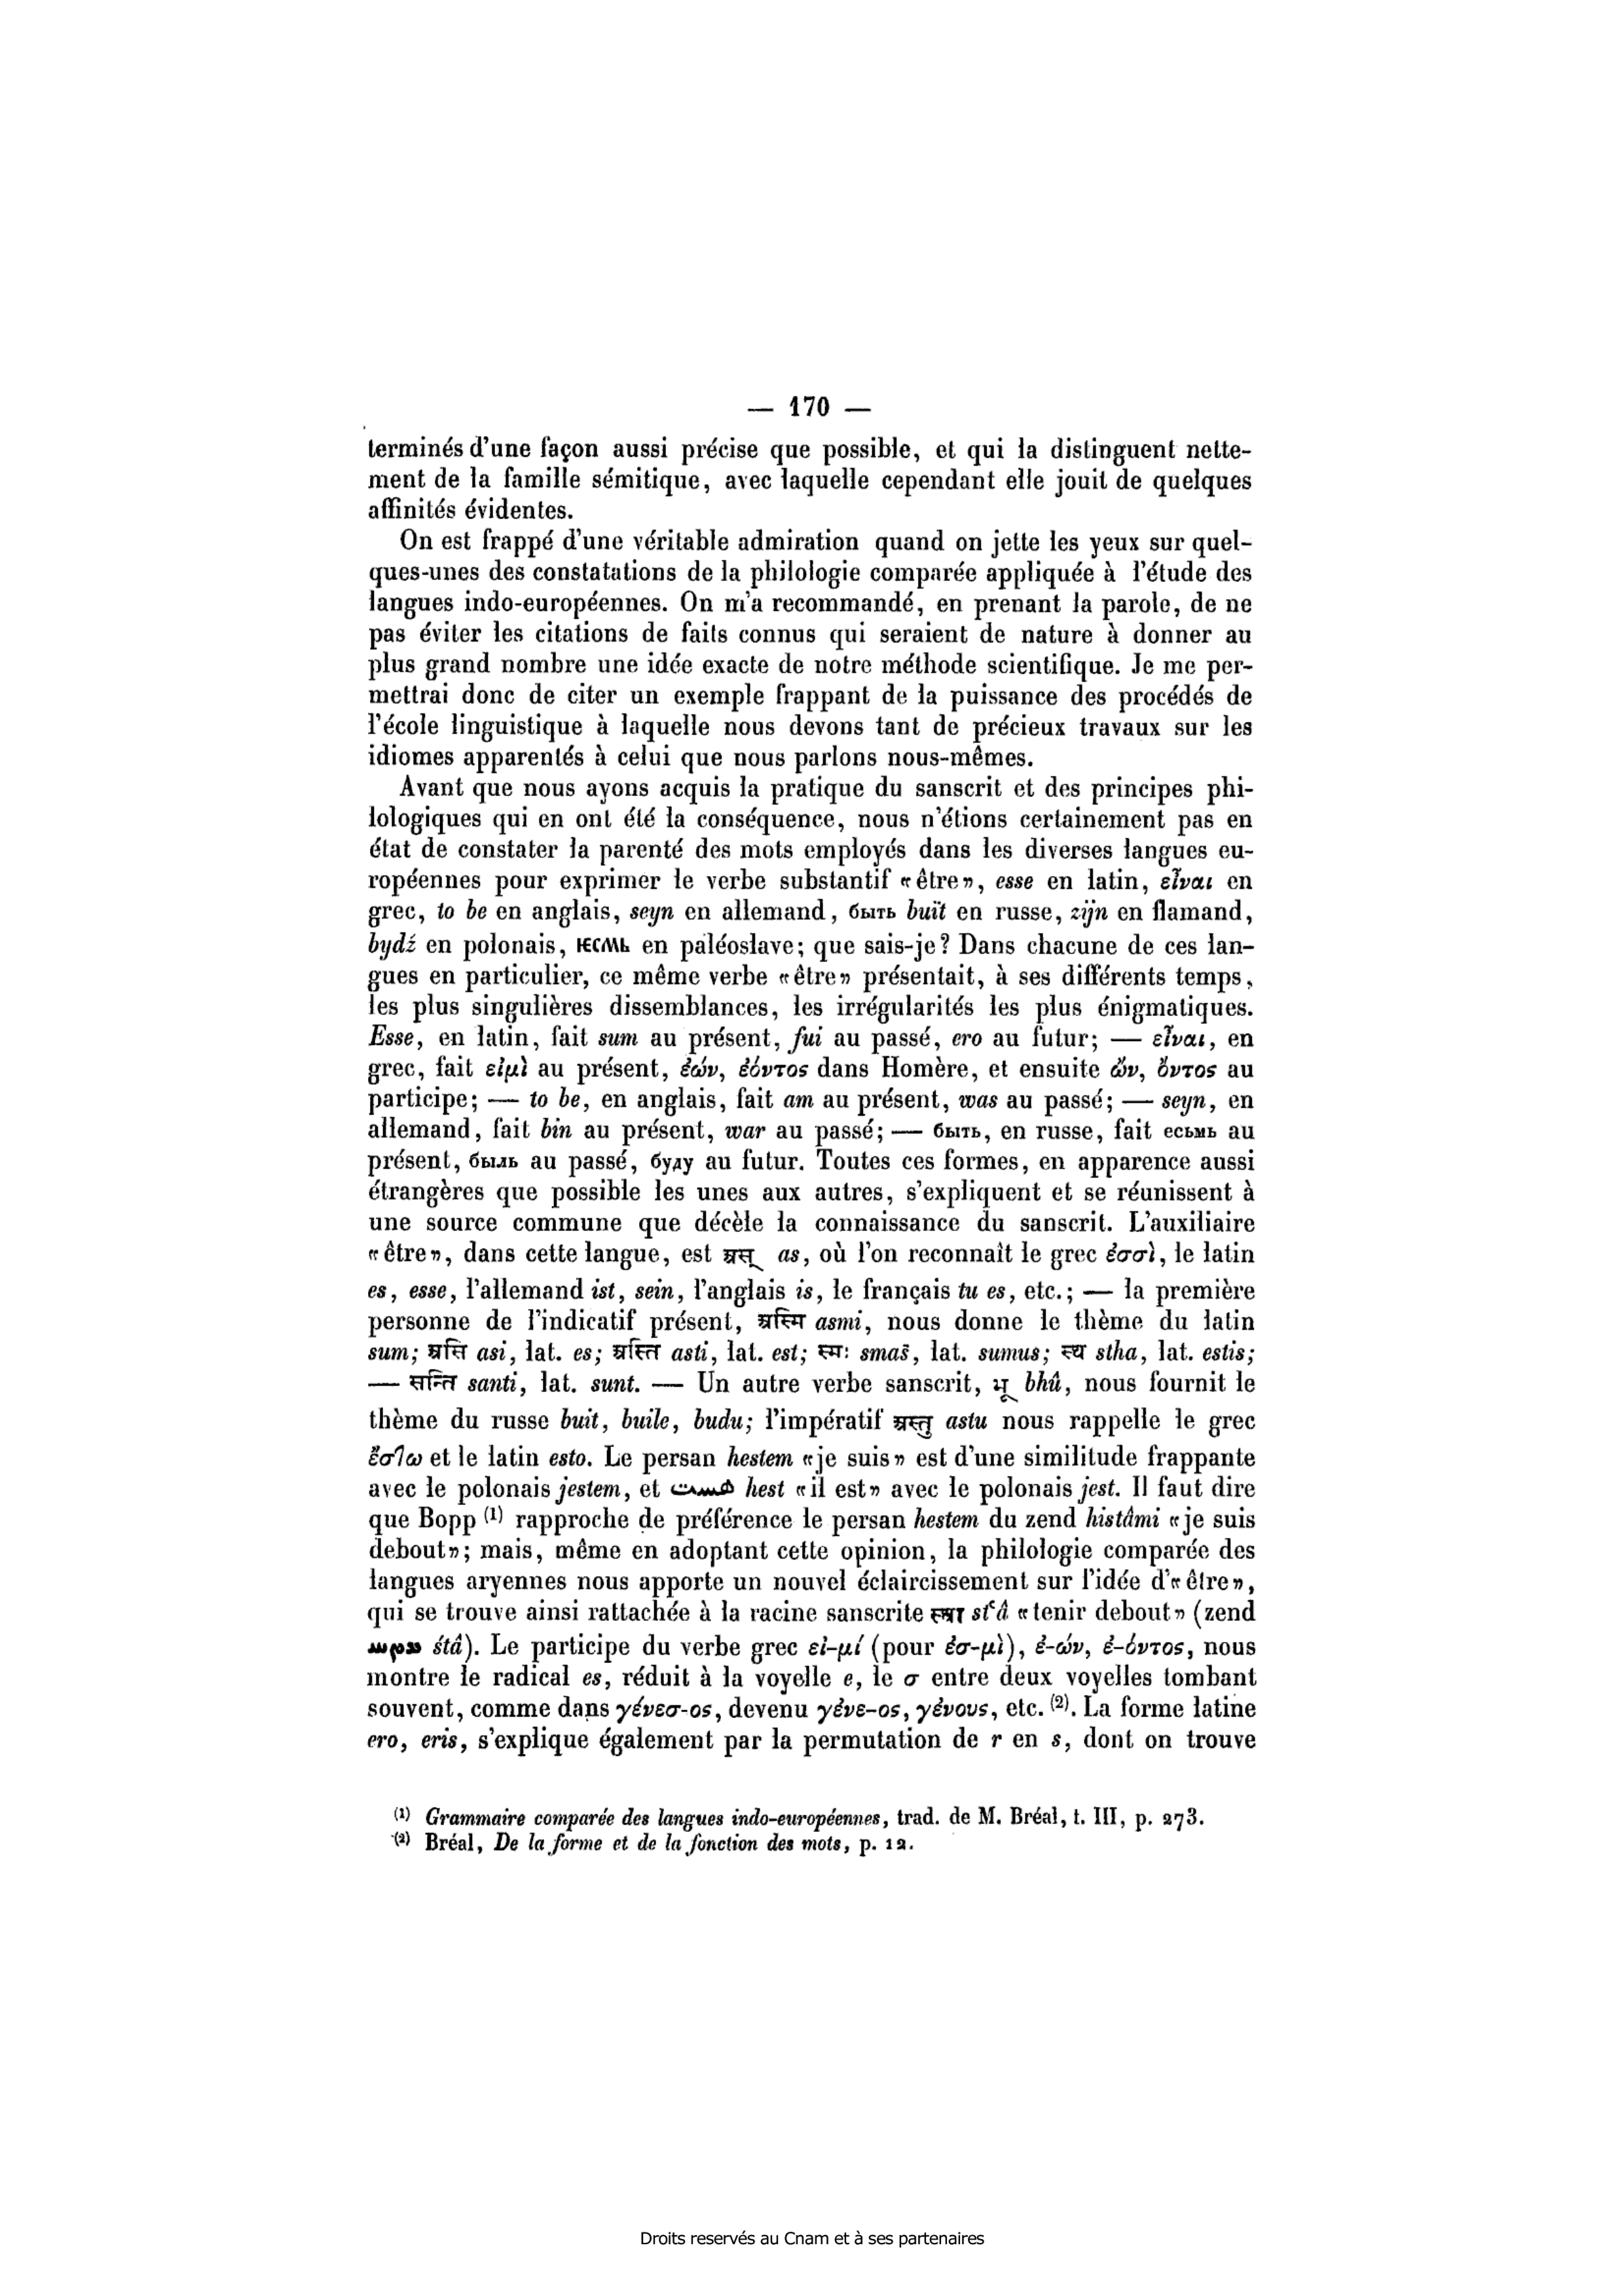 — 170 —
terminés d'une façon aussi précise que possible, et qui la distinguent nette-
ment de la famille sémitique, avec laquelle cependant elle jouit de quelques
affinités évidentes.
On est frappé d'une véritable admiration quand on jette les yeux sur quel-
ques-unes des constatations de la philologie comparée appliquée à l'étude des
langues indo-européennes. On m'a recommandé, en prenant la parole, de ne
pas éviter les citations de faits connus qui seraient de nature à donner au
plus grand nombre une idée exacte de notre méthode scientifique. Je me per-
mettrai donc de citer un exemple frappant de la puissance des procédés de
l'école linguistique à laquelle nous devons tant de précieux travaux sur les
idiomes apparentés à celui que nous parlons nous-mêmes.
Avant que nous ayons acquis la pratique du sanscrit et des principes phi-
lologiques qui en ont été la conséquence, nous n'étions certainement pas en
état de constater la parenté des mots employés dans les diverses langues eu-
ropéennes pour exprimer le verbe substantif «être», esse en latin, εἶναι en
grec, to be en anglais, seyn en allemand, быть buït en russe, zijn en flamand,
bydź en polonais, ѥсмь en paléoslave; que sais-je? Dans chacune de ces lan-
gues en particulier, ce même verbe «être» présentait, à ses différents temps,
les plus singulières dissemblances, les irrégularités les plus énigmatiques.
Esse, en latin, fait sum au présent, fui au passé, ero au futur; — εἶναι, en
grec, fait εἰμὶ au présent, ἐών, ἐόντος dans Homère, et ensuite ὤν, ὄντος au
participe; — to be, en anglais, fait am au présent, was au passé; — seyn, en
allemand, fait bin au présent, war au passé; — быть, en russe, fait есьмь au
présent, быль au passé, буду au futur. Toutes ces formes, en apparence aussi
étrangères que possible les unes aux autres, s'expliquent et se réunissent à
une source commune que décèle la connaissance du sanscrit. L'auxiliaire
«être», dans cette langue, est अस् as, où l'on reconnaît le grec ἐσσὶ, le latin
es, esse, l'allemand ist, sein, l'anglais is, le français tu es, etc.; — la première
personne de l'indicatif présent, अस्मि asmi, nous donne le thème du latin
sum; असि asi, lat. es; अस्ति asti, lat. est; स्मः smas̄, lat. sumus; स्थ stha, lat. estis;
— सन्ति santi, lat. sunt. — Un autre verbe sanscrit, भू bhû, nous fournit le
thème du russe buit, buile, budu; l'impératif अस्तु astu nous rappelle le grec
ἔσ7ω et le latin esto. Le persan hestem «je suis» est d'une similitude frappante
avec le polonais jestem, et هست hest «il est» avec le polonais jest. Il faut dire
que Bopp (1) rapproche de préférence le persan hestem du zend histâmi «je suis
debout»; mais, même en adoptant cette opinion, la philologie comparée des
langues aryennes nous apporte un nouvel éclaircissement sur l'idée d'«être»,
qui se trouve ainsi rattachée à la racine sanscrite स्था stʿâ «tenir debout» (zend
śtâ). Le participe du verbe grec εἰ-μί (pour ἐσ-μὶ), ἐ-ών, ἐ-όντος, nous
montre le radical es, réduit à la voyelle e, le σ entre deux voyelles tombant
souvent, comme dans γένεσ-ος, devenu γένε-ος, γένους, etc. (2). La forme latine
ero, eris, s'explique également par la permutation de r en s, dont on trouve
(1) Grammaire comparée des langues indo-européennes, trad. de M. Bréal, t. III, p. 273.
(2) Bréal, De la forme et de la fonction des mots, p. 12.
Droits reservés au Cnam et à ses partenaires